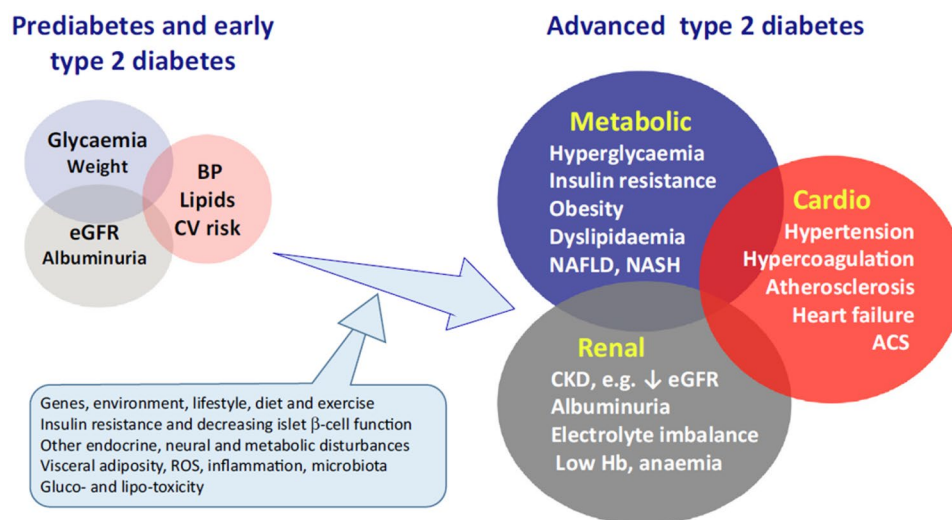 Prediabetes and early
type 2 diabetes
Glycaemia
Weight
BP
Lipids
CV risk
eGFR
Albuminuria
Genes, environment, lifestyle, diet and exercise
Insulin resistance and decreasing islet β-cell function
Other endocrine, neural and metabolic disturbances
Visceral adiposity, ROS, inflammation, microbiota
Gluco- and lipo-toxicity
Advanced type 2 diabetes
Metabolic
Hyperglycaemia
Insulin resistance
Obesity
Dyslipidaemia
NAFLD, NASH
Cardio
Hypertension
Hypercoagulation
Atherosclerosis
Heart failure
ACS
Renal
CKD, e.g. ↓ eGFR
Albuminuria
Electrolyte imbalance
Low Hb, anaemia